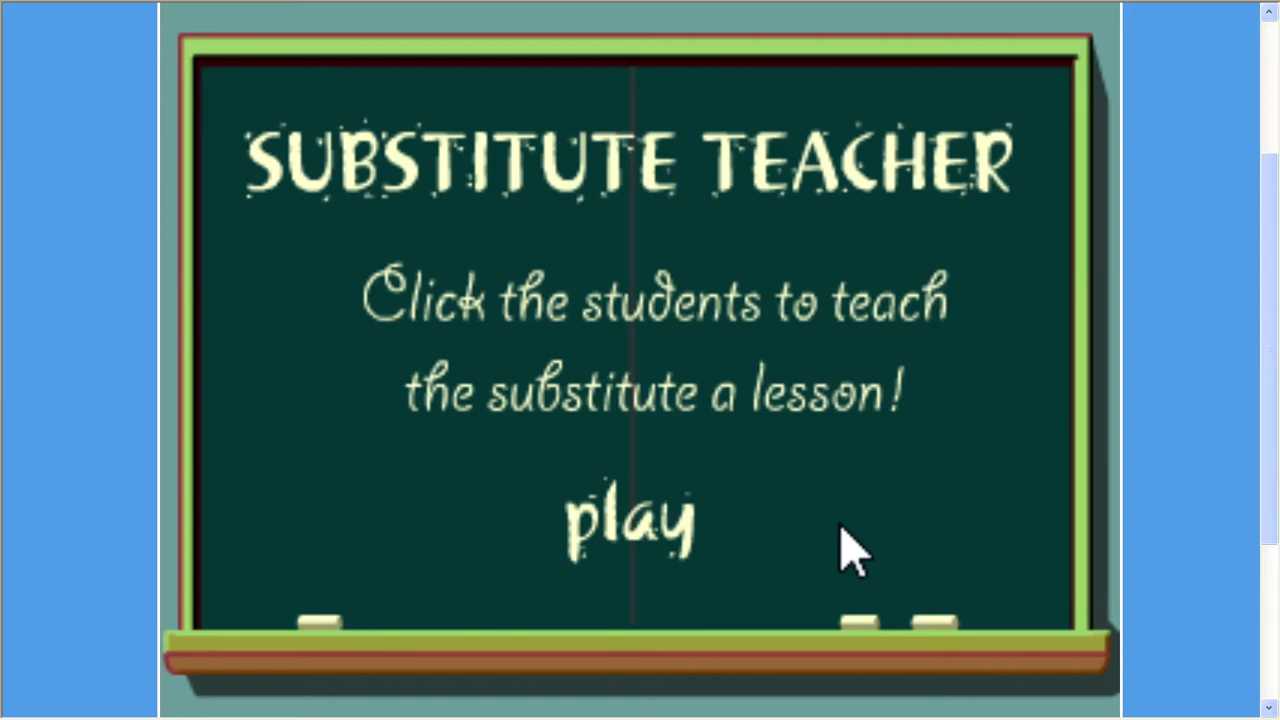 SUBSTITUTE TEACHER
Click the students to teach
the substitute a lesson!
play